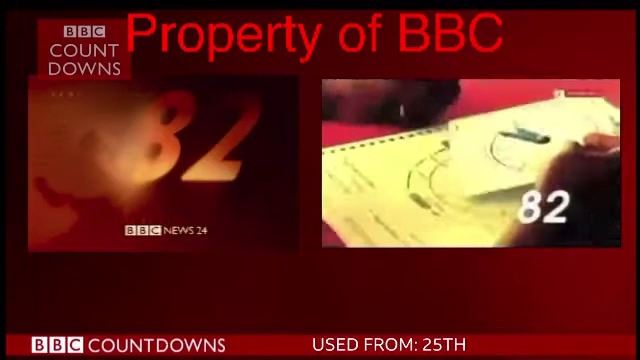 Property of BBC
BBC
COUNT
DOWNS
82
BBC NEWS 24
82
BBC COUNTDOWNS
USED FROM: 25TH